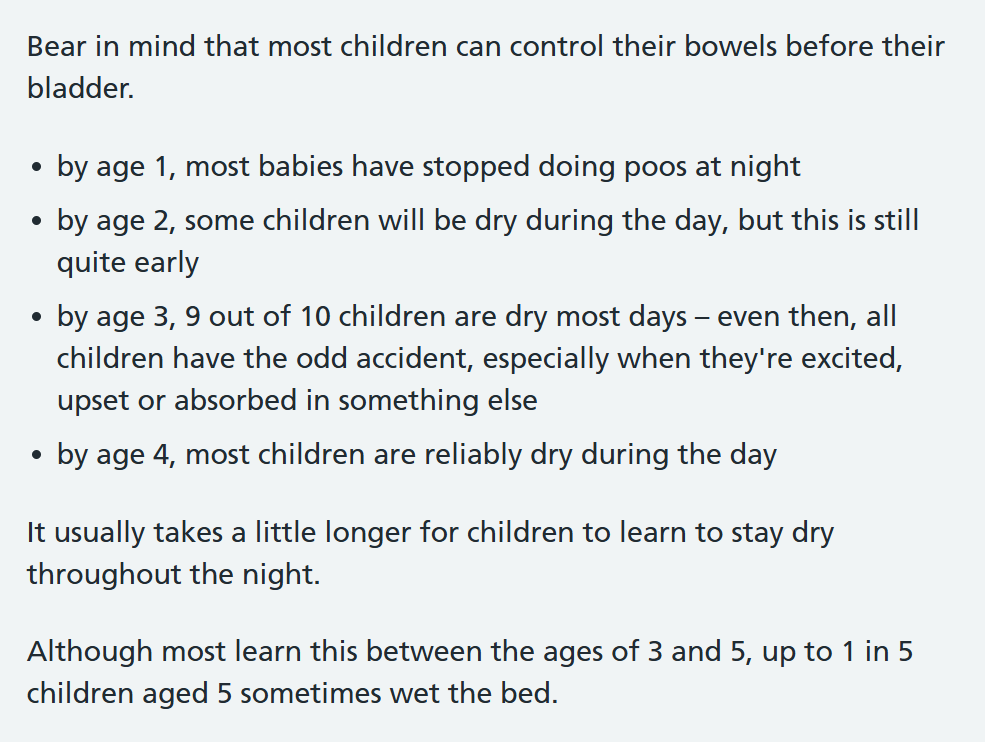 Bear in mind that most children can control their bowels before their
bladder.
• by age 1, most babies have stopped doing poos at night
• by age 2, some children will be dry during the day, but this is still
quite early
• by age 3, 9 out of 10 children are dry most days – even then, all
children have the odd accident, especially when they're excited,
upset or absorbed in something else
• by age 4, most children are reliably dry during the day
It usually takes a little longer for children to learn to stay dry
throughout the night.
Although most learn this between the ages of 3 and 5, up to 1 in 5
children aged 5 sometimes wet the bed.